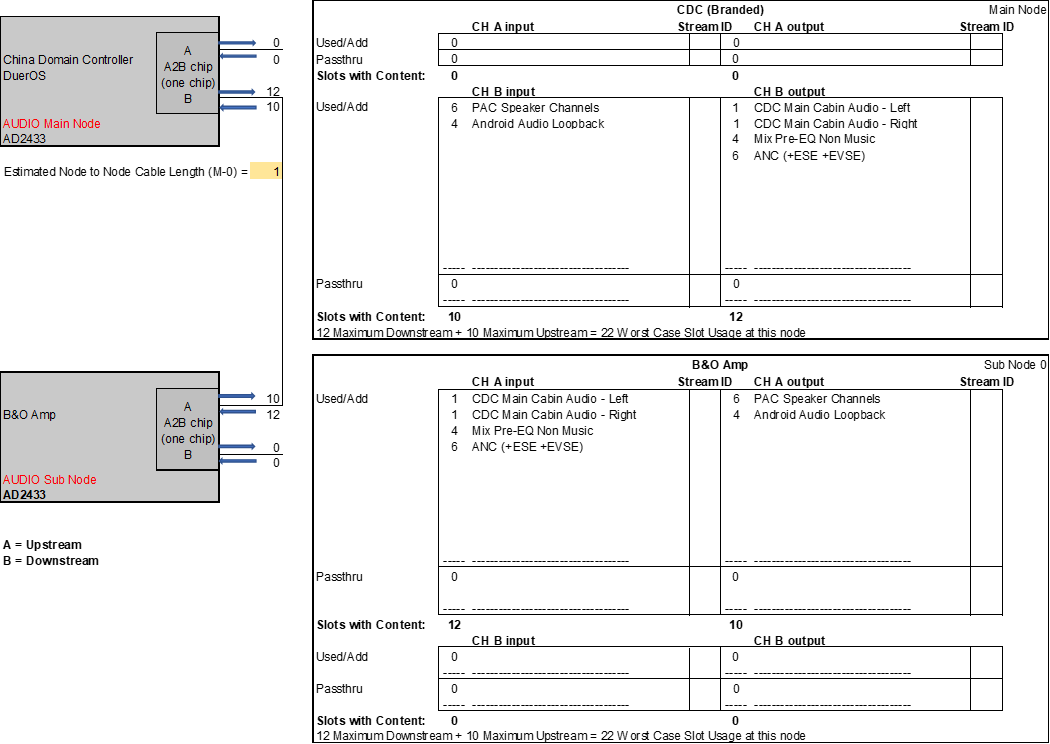 China Domain Controller
DuerOS
A
A2B chip
(one chip)
B
0
0
12
10
AUDIO Main Node
AD2433
Estimated Node to Node Cable Length (M-0) = 1
B&O Amp
A
A2B chip
(one chip)
B
10
12
0
0
AUDIO Sub Node
AD2433
A = Upstream
B = Downstream
CDC (Branded) Main Node
CH A input Stream ID CH A output Stream ID
Used/Add 0 0
Passthru 0 0
Slots with Content: 0 0
CH B input CH B output
Used/Add 6 PAC Speaker Channels 1 CDC Main Cabin Audio - Left
4 Android Audio Loopback 1 CDC Main Cabin Audio - Right
4 Mix Pre-EQ Non Music
6 ANC (+ESE +EVSE)
----- ------------------------------------- ----- -------------------------------------
Passthru 0 0
----- ------------------------------------- ----- -------------------------------------
Slots with Content: 10 12
12 Maximum Downstream + 10 Maximum Upstream = 22 Worst Case Slot Usage at this node
B&O Amp Sub Node 0
CH A input Stream ID CH A output Stream ID
Used/Add 1 CDC Main Cabin Audio - Left 6 PAC Speaker Channels
1 CDC Main Cabin Audio - Right 4 Android Audio Loopback
4 Mix Pre-EQ Non Music
6 ANC (+ESE +EVSE)
----- ------------------------------------- ----- -------------------------------------
Passthru 0 0
----- ------------------------------------- ----- -------------------------------------
Slots with Content: 12 10
CH B input CH B output
Used/Add 0 0
----- ------------------------------------- ----- -------------------------------------
Passthru 0 0
----- ------------------------------------- ----- -------------------------------------
Slots with Content: 0 0
12 Maximum Downstream + 10 Maximum Upstream = 22 Worst Case Slot Usage at this node